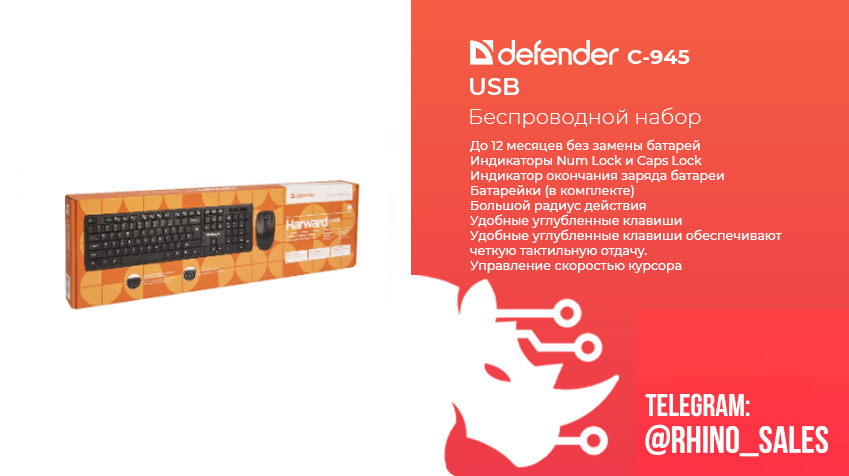 defender C-945
USB
Беспроводной набор
До 12 месяцев без замены батарей
Индикаторы Num Lock и Caps Lock
Индикатор окончания заряда батареи
Батарейки (в комплекте)
Большой радиус действия
Удобные углубленные клавиши
Удобные углубленные клавиши обеспечивают
четкую тактильную отдачу.
Управление скоростью курсора
defender
Harward
TELEGRAM:
@RHINO_SALES